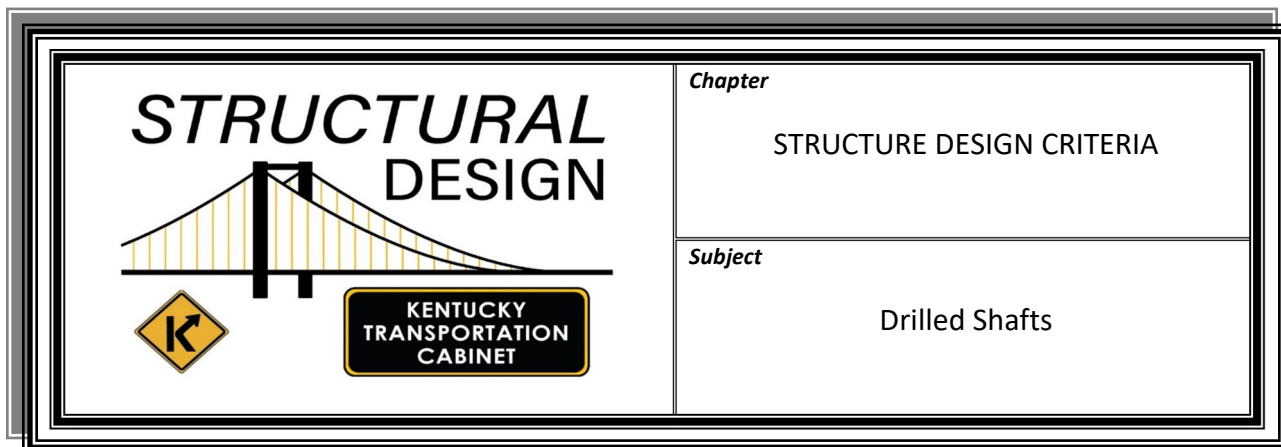 STRUCTURAL
DESIGN
KENTUCKY
TRANSPORTATION
CABINET
Chapter
STRUCTURE DESIGN CRITERIA
Subject
Drilled Shafts